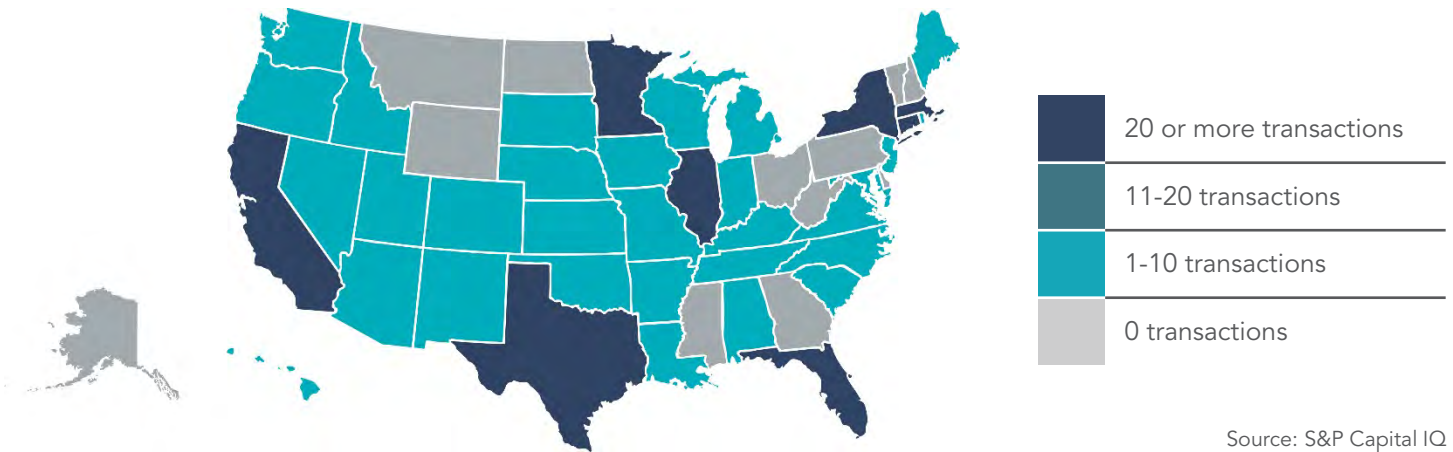 20 or more transactions
11-20 transactions
1-10 transactions
0 transactions
Source: S&P Capital IQ